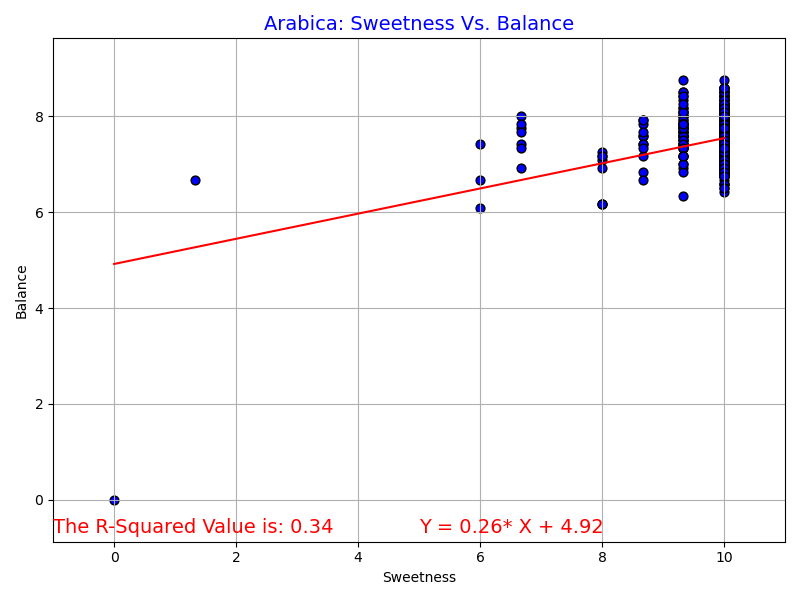 Arabica: Sweetness Vs. Balance
Balance
8
6
4
2
0
The R-Squared Value is: 0.34
Y = 0.26* X + 4.92
0 2 4 6 8 10
Sweetness